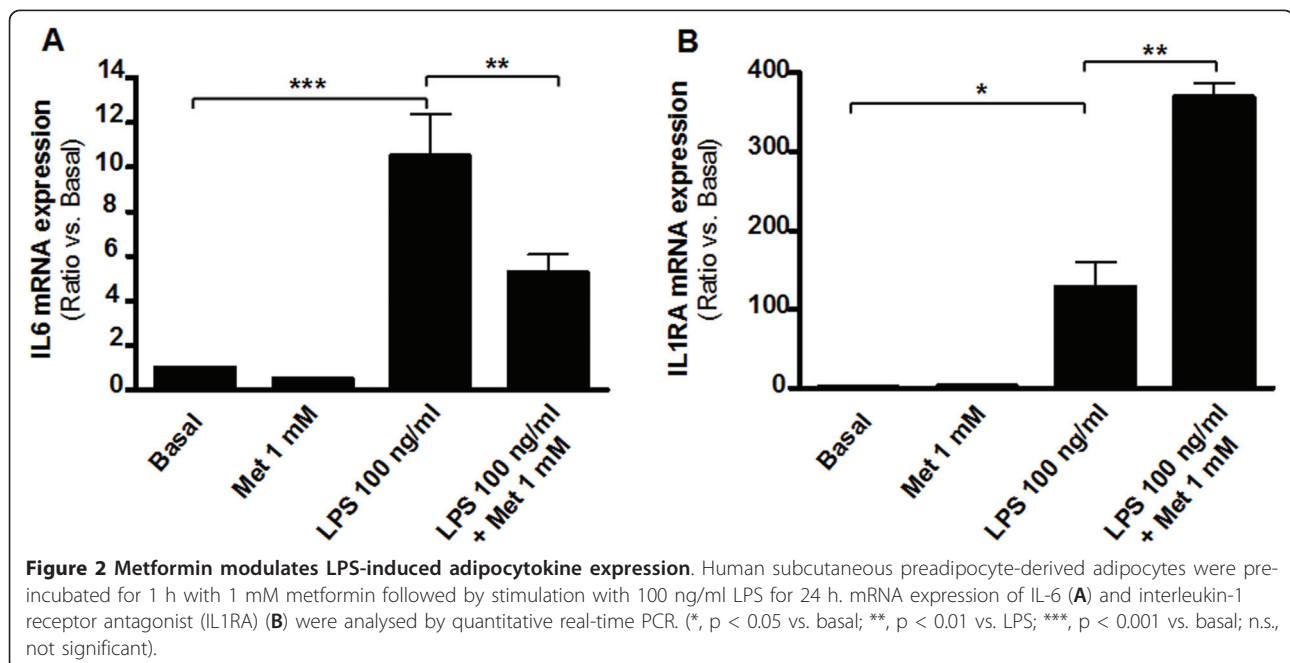 A
IL6 mRNA expression
(Ratio vs. Basal)
14
12
10
8
6
4
2
0
***
**
Basal
Met 1 mM
LPS 100 ng/ml
LPS 100 ng/ml
+ Met 1 mM
B
IL1RA mRNA expression
(Ratio vs. Basal)
400
300
200
100
0
*
**
Basal
Met 1 mM
LPS 100 ng/ml
LPS 100 ng/ml
+ Met 1 mM
Figure 2 Metformin modulates LPS-induced adipocytokine expression. Human subcutaneous preadipocyte-derived adipocytes were pre-
incubated for 1 h with 1 mM metformin followed by stimulation with 100 ng/ml LPS for 24 h. mRNA expression of IL-6 (A) and interleukin-1
receptor antagonist (IL1RA) (B) were analysed by quantitative real-time PCR. (*, p < 0.05 vs. basal; **, p < 0.01 vs. LPS; ***, p < 0.001 vs. basal; n.s.,
not significant).